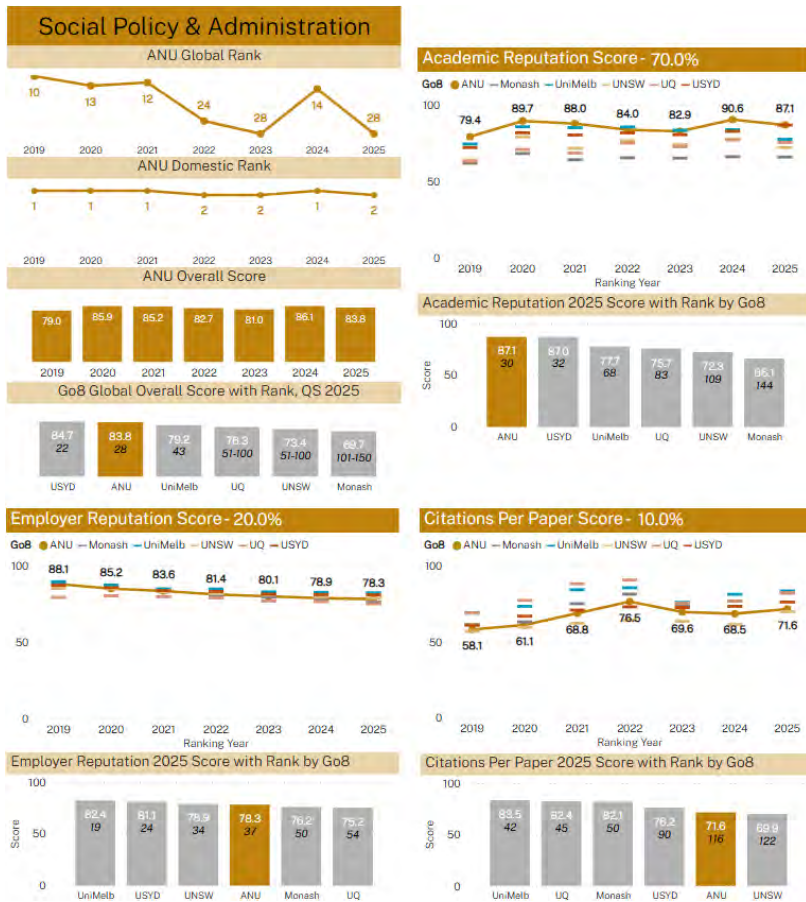 Social Policy & Administration
ANU Global Rank
10 13 12 24 28 14 28
2019 2020 2021 2022 2023 2024 2025
ANU Domestic Rank
1 1 1 2 2 1 2
2019 2020 2021 2022 2023 2024 2025
ANU Overall Score
79.0 85.9 85.2 82.7 81.0 86.1 83.8
2019 2020 2021 2022 2023 2024 2025
Go8 Global Overall Score with Rank, QS 2025
84.7 83.8 79.2 76.3 73.4 69.7
22 28 43 51-100 51-100 101-150
USYD ANU UniMelb UQ UNSW Monash
Academic Reputation Score - 70.0%
Go8 ANU Monash UniMelb UNSW UQ USYD
100
79.4 89.7 88.0 84.0 82.9 90.6 87.1
50
0
2019 2020 2021 2022 2023 2024 2025
Ranking Year
Academic Reputation 2025 Score with Rank by Go8
100
87.1 87.0 77.7 75.7 72.3 66.1
30 32 68 83 109 144
50
Score
0
ANU USYD UniMelb UQ UNSW Monash
Employer Reputation Score - 20.0%
Go8 ANU Monash UniMelb UNSW UQ USYD
100
88.1 85.2 83.6 81.4 80.1 78.9 78.3
50
0
2019 2020 2021 2022 2023 2024 2025
Ranking Year
Employer Reputation 2025 Score with Rank by Go8
100
82.4 81.1 78.9 78.3 76.2 75.2
19 24 34 37 50 54
50
Score
0
UniMelb USYD UNSW ANU Monash UQ
Citations Per Paper Score - 10.0%
Go8 ANU Monash UniMelb UNSW UQ USYD
100
50
58.1 61.1 68.8 76.5 69.6 68.5 71.6
0
2019 2020 2021 2022 2023 2024 2025
Ranking Year
Citations Per Paper 2025 Score with Rank by Go8
100
83.5 82.4 82.1 76.2 71.6 69.9
42 45 50 90 116 122
50
Score
0
UniMelb UQ Monash USYD ANU UNSW